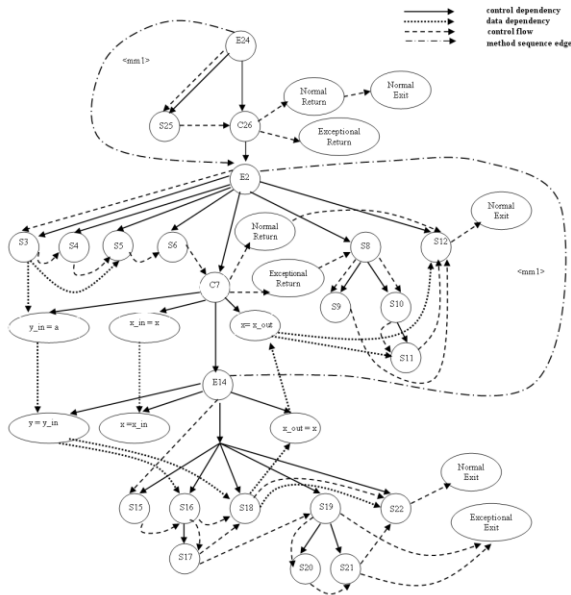 control dependency
data dependency
control flow
method sequence edge
E24
<mm1>
Normal
Return
Normal
Exit
S25
C26
Exceptional
Return
E2
Normal
Exit
S3
S4
S5
S6
Normal
Return
S8
S12
Exceptional
Return
<mm1>
C7
S9
S10
y_in = a
x_in = x
x= x_out
S11
E14
y = y_in
x =x_in
x_out = x
Normal
Exit
S15
S16
S18
S19
S22
Exceptional
Exit
S17
S20
S21